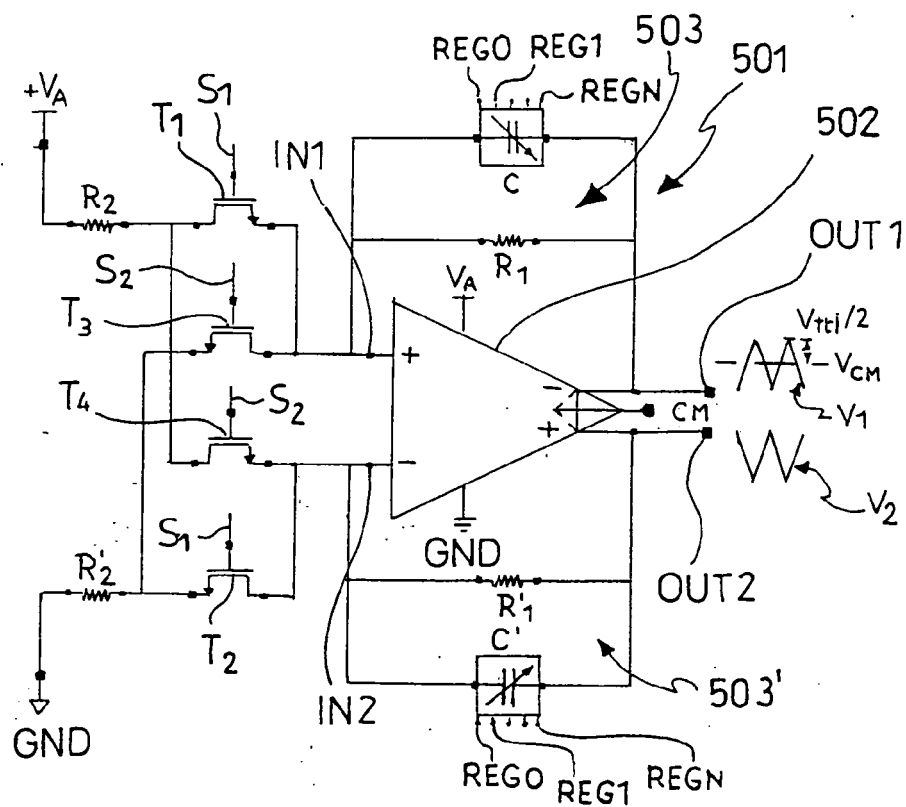 503
REG0 REG1
501
REGN
+VA
S1
502
T1
IN1
C
R2
OUT1
R1
S2
VA
Vtri/2
T3
+
-
VCM
T4
S2
CM
V1
-
+
S1
V2
GND
R'2
R'1
OUT2
T2
C'
503'
IN2
GND
REG0 REG1 REGN